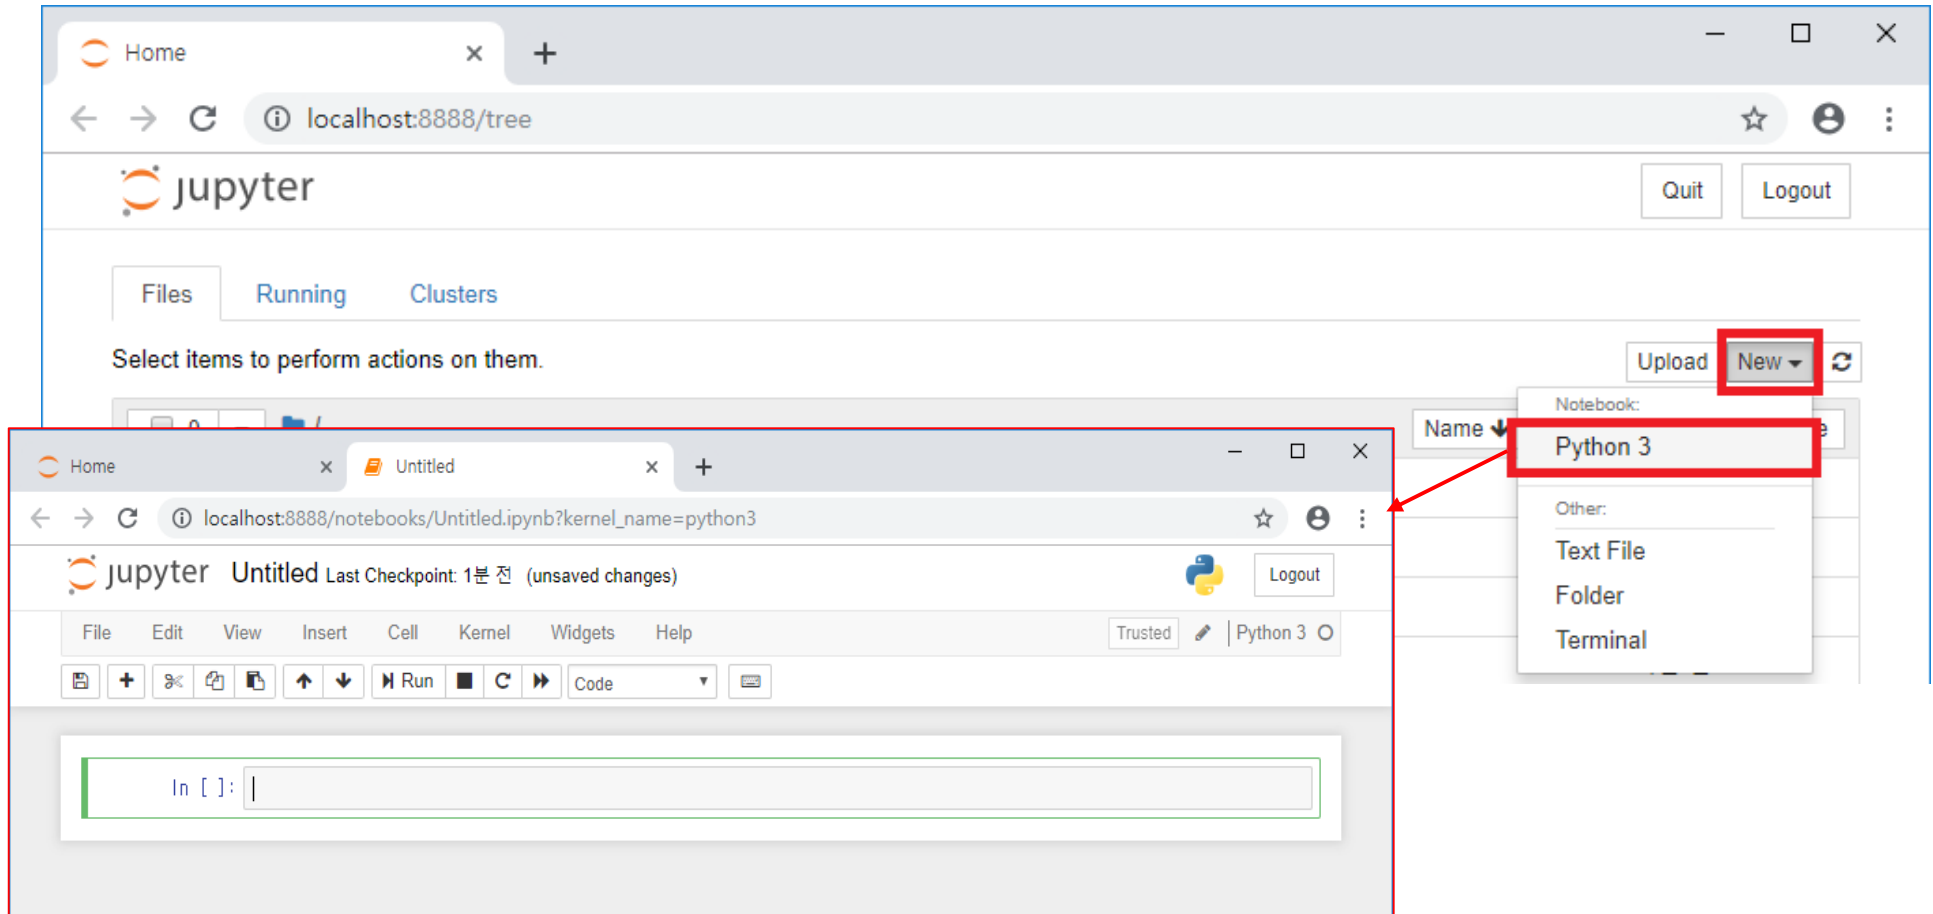 Home
localhost:8888/tree
jupyter
Quit Logout
Files Running Clusters
Select items to perform actions on them.
Upload New
0 /
Name
Notebook:
Python 3
Other:
Text File
Folder
Terminal
Home Untitled
localhost:8888/notebooks/Untitled.ipynb?kernel_name=python3
jupyter Untitled Last Checkpoint: 1분 전 (unsaved changes)
Logout
File Edit View Insert Cell Kernel Widgets Help
Trusted Python 3
Run Code
In [ ]: